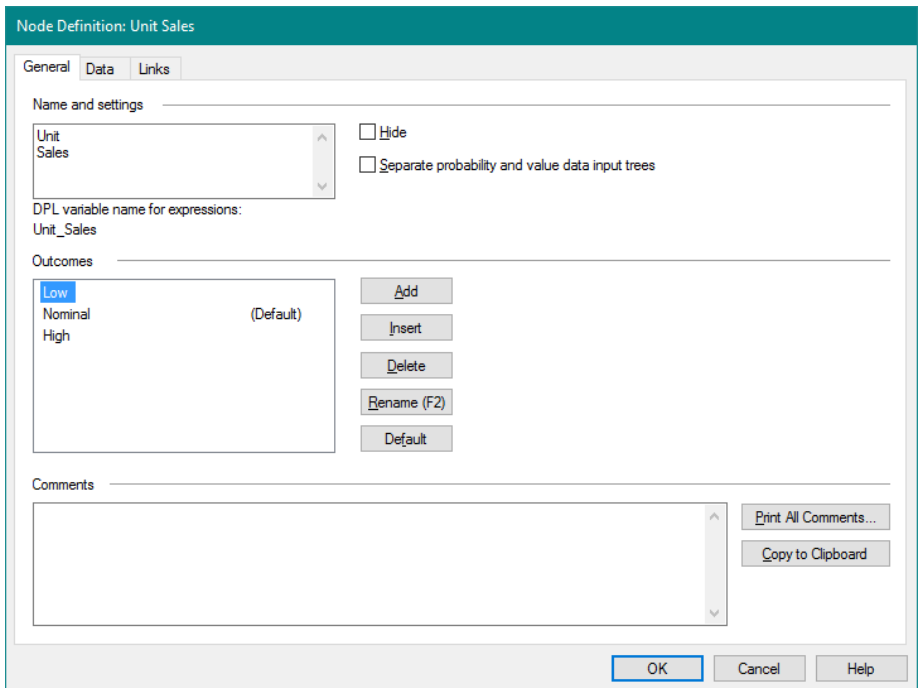 Node Definition: Unit Sales
General Data Links
Name and settings
Unit
Sales
Hide
Separate probability and value data input trees
DPL variable name for expressions:
Unit_Sales
Outcomes
Low
Nominal (Default)
High
Add
Insert
Delete
Rename (F2)
Default
Comments
Print All Comments...
Copy to Clipboard
OK Cancel Help